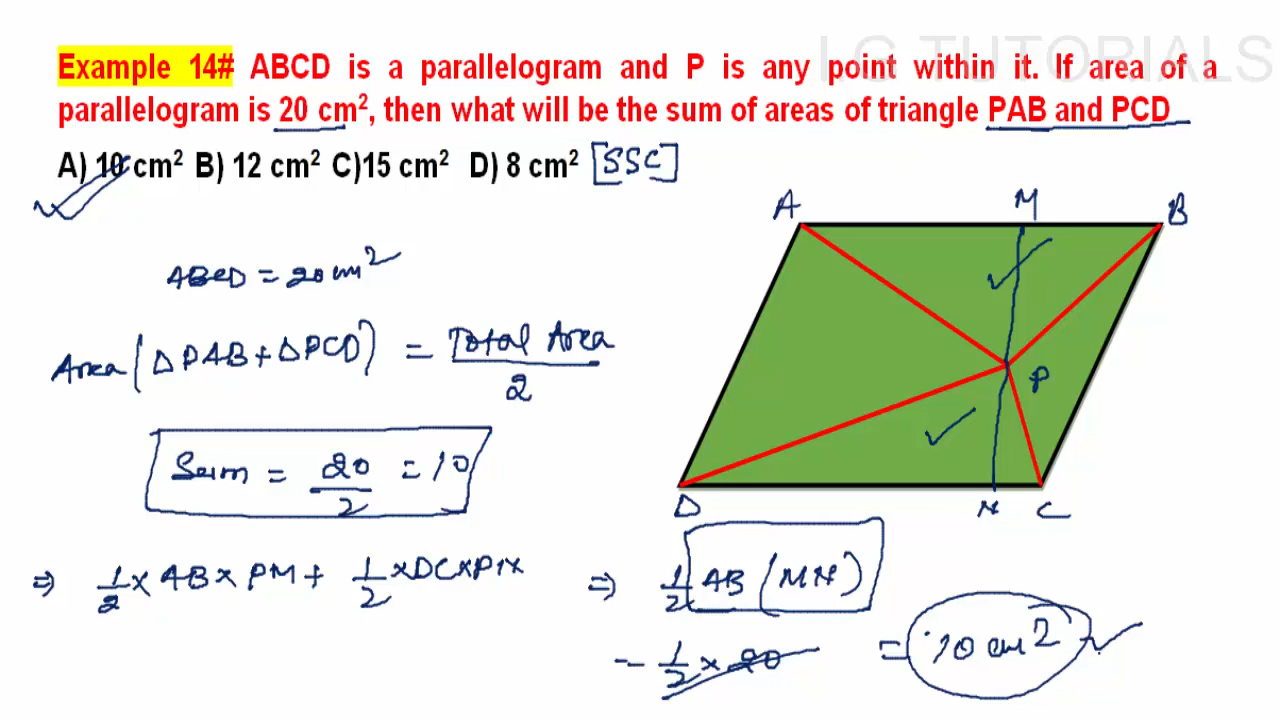 I G TUTORIALS
Example 14# ABCD is a parallelogram and P is any point within it. If area of a
parallelogram is 20 cm², then what will be the sum of areas of triangle PAB and PCD
A) 10 cm² B) 12 cm² C)15 cm² D) 8 cm² [SSC]
A M B
ABCD = 20 cm²
Area (ΔPAB + ΔPCD) = Total Area / 2
P
Sum = 20/2 = 10
D N C
⇒ 1/2 × AB × PM + 1/2 × DC × PN ⇒ 1/2 AB (MN)
- 1/2 × 20 = 10 cm²